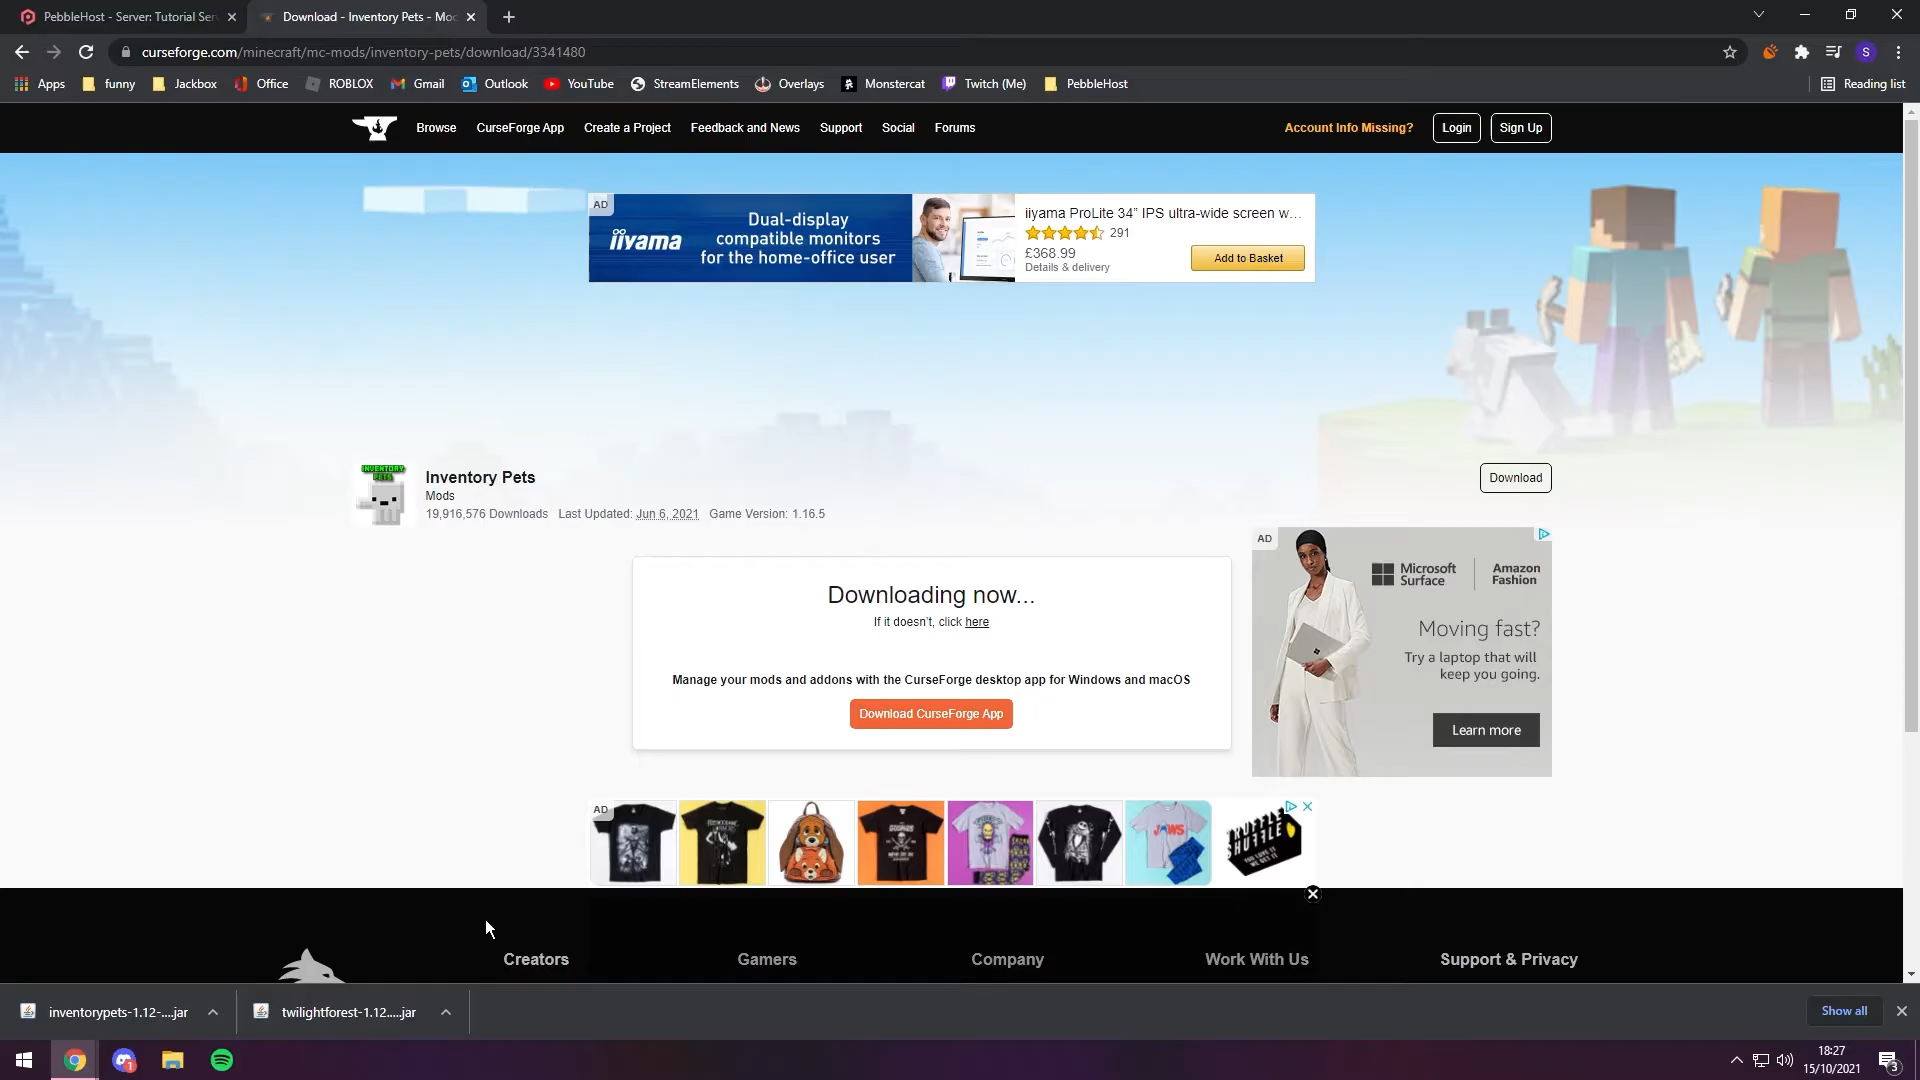 PebbleHost - Server: Tutorial Ser
Download - Inventory Pets - Mod
curseforge.com/minecraft/mc-mods/inventory-pets/download/3341480
S
Apps
funny
Jackbox
Office
ROBLOX
Gmail
Outlook
YouTube
StreamElements
Overlays
Monstercat
Twitch (Me)
PebbleHost
Reading list
Browse
CurseForge App
Create a Project
Feedback and News
Support
Social
Forums
Account Info Missing?
Login
Sign Up
AD
iiyama
Dual-display
compatible monitors
for the home-office user
iiyama ProLite 34" IPS ultra-wide screen w...
291
£368.99
Details & delivery
Add to Basket
INVENTORY
PETS
Inventory Pets
Mods
19,916,576 Downloads Last Updated: Jun 6, 2021 Game Version: 1.16.5
Download
Downloading now...
If it doesn't, click here
Manage your mods and addons with the CurseForge desktop app for Windows and macOS
Download CurseForge App
AD
Microsoft
Surface
Amazon
Fashion
Moving fast?
Try a laptop that will
keep you going.
Learn more
AD
JAWS
Creators
Gamers
Company
Work With Us
Support & Privacy
inventorypets-1.12-....jar
twilightforest-1.12.....jar
Show all
1
18:27
15/10/2021
3